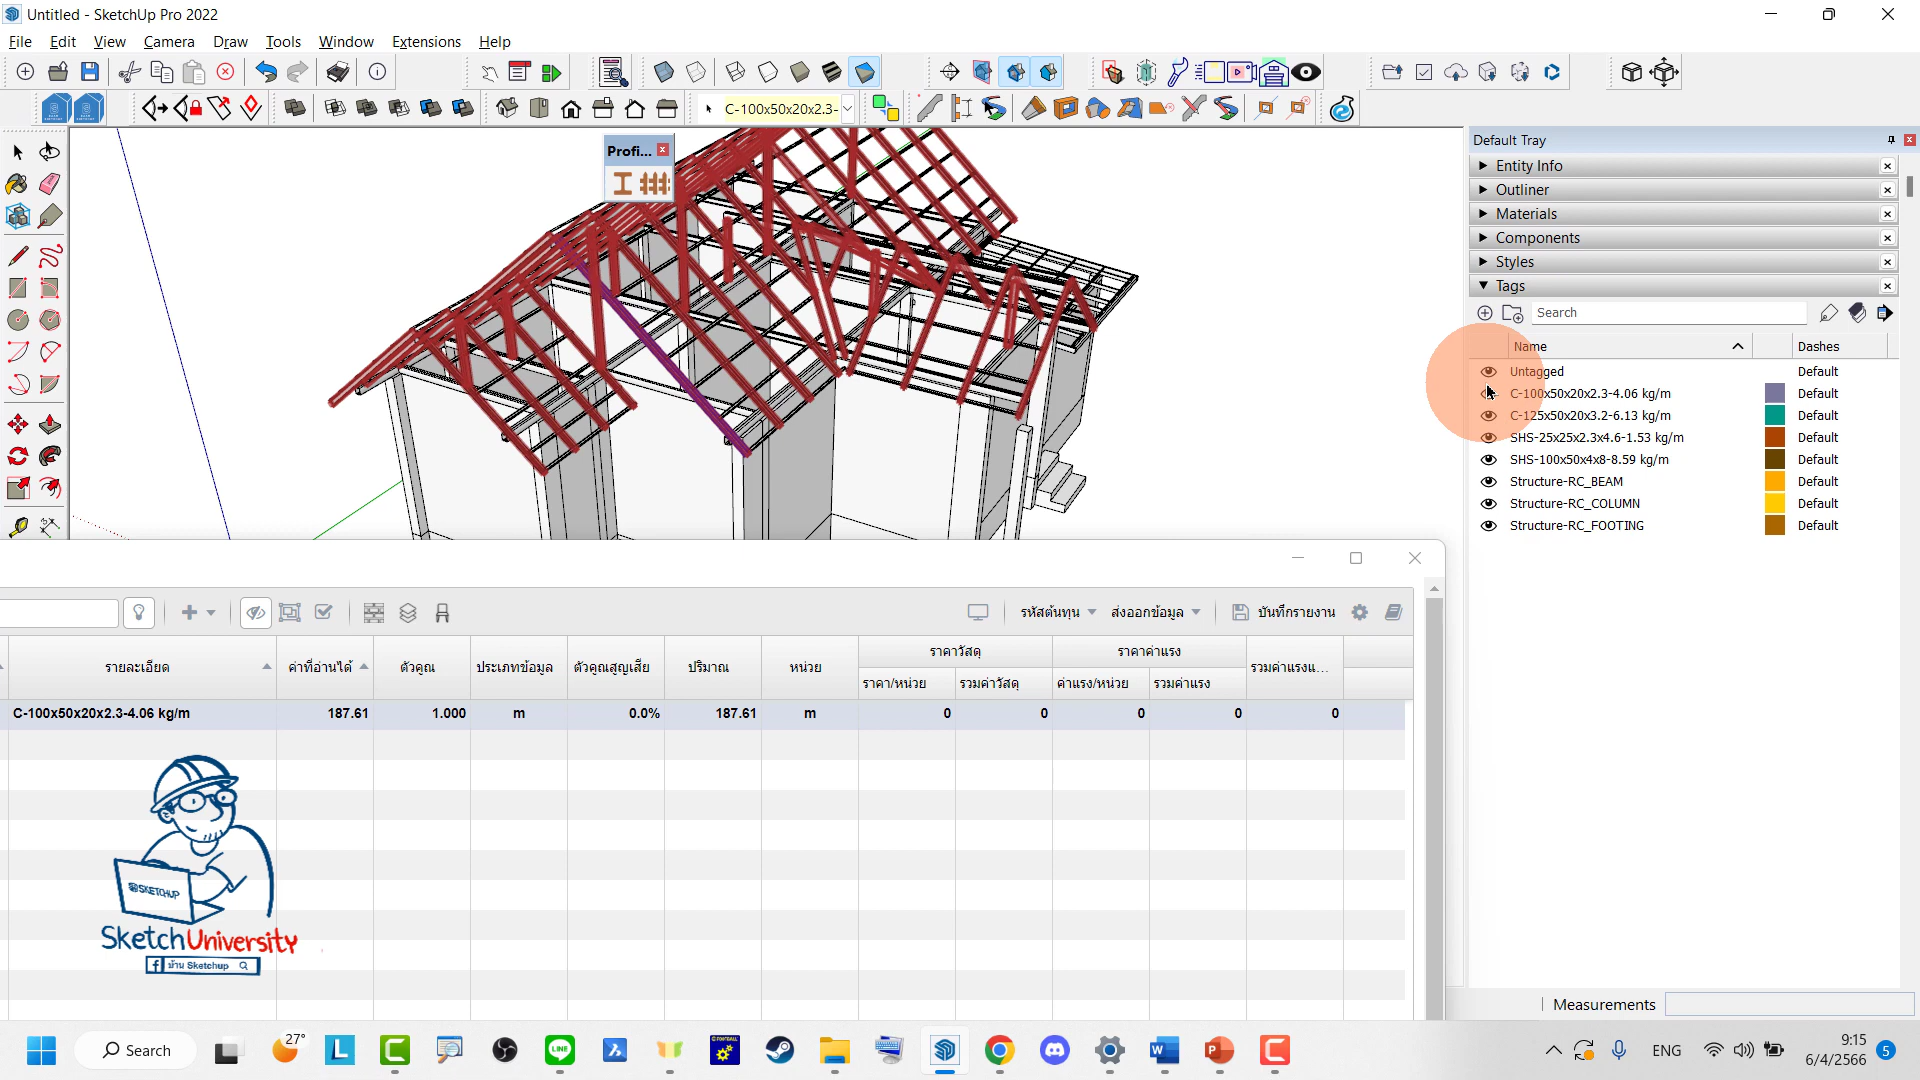 Untitled - SketchUp Pro 2022
File Edit View Camera Draw Tools Window Extensions Help
C-100x50x20x2.3-
Profi...
Default Tray
Entity Info
Outliner
Materials
Components
Styles
Tags
Search
Name Dashes
Untagged Default
C-100x50x20x2.3-4.06 kg/m Default
C-125x50x20x3.2-6.13 kg/m Default
SHS-25x25x2.3x4.6-1.53 kg/m Default
SHS-100x50x4x8-8.59 kg/m Default
Structure-RC_BEAM Default
Structure-RC_COLUMN Default
Structure-RC_FOOTING Default
รหัสต้นทุน ส่งออกข้อมูล บันทึกรายงาน
ราคาวัสดุ ราคาค่าแรง
รายละเอียด ค่าที่อ่านได้ ตัวคูณ ประเภทข้อมูล ตัวคูณสูญเสีย ปริมาณ หน่วย รวมค่าแรงแ...
ราคา/หน่วย รวมค่าวัสดุ ค่าแรง/หน่วย รวมค่าแรง
C-100x50x20x2.3-4.06 kg/m 187.61 1.000 m 0.0% 187.61 m 0 0 0 0 0
SKETCHUP
SketchUniversity
บ้าน Sketchup
Measurements
Search 27° ENG 9:15
6/4/2566 5